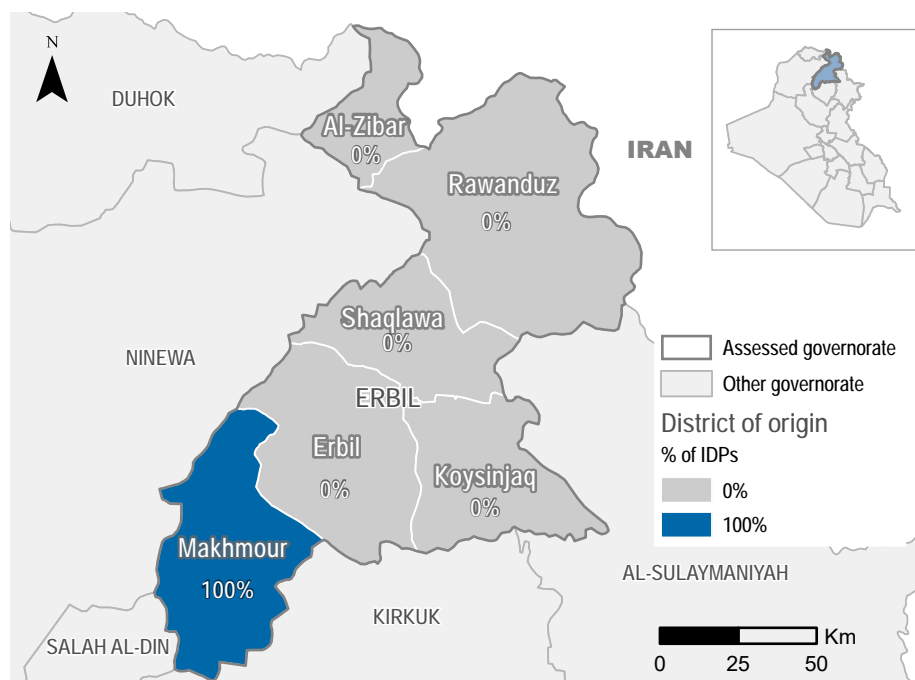 N
DUHOK
Al-Zibar
0%
IRAN
Rawanduz
0%
Shaqlawa
0%
NINEWA
Assessed governorate
Other governorate
ERBIL
District of origin
% of IDPs
Erbil
0%
Koysinjaq
0%
0%
100%
Makhmour
100%
AL-SULAYMANIYAH
KIRKUK
SALAH AL-DIN
Km
0 25 50